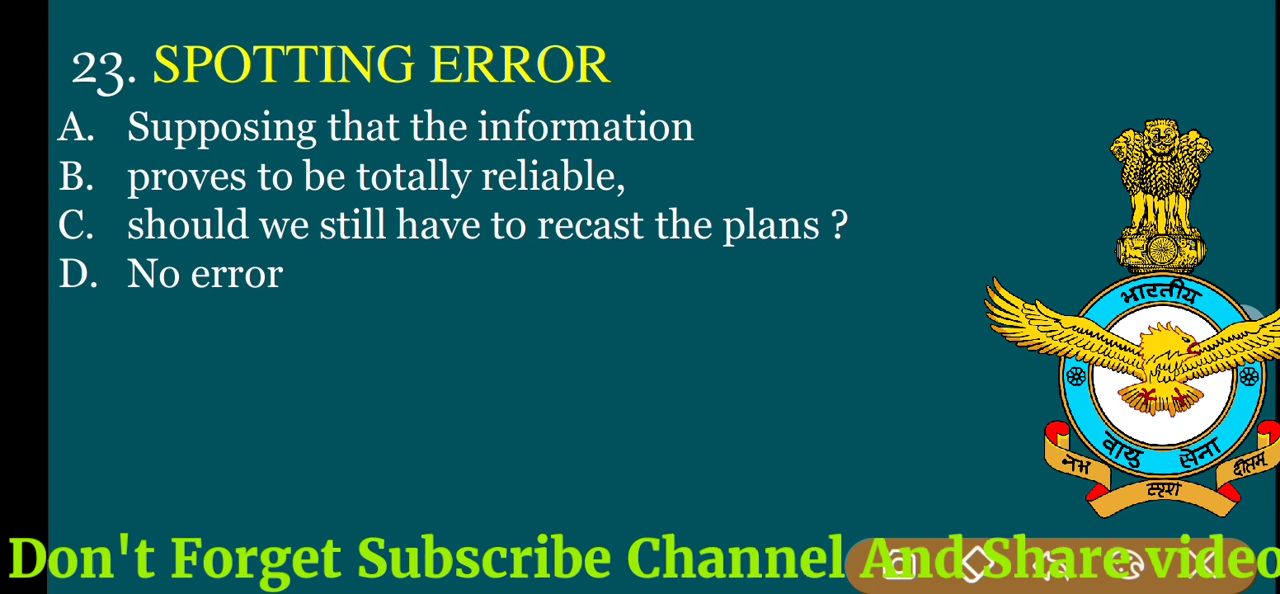 23. SPOTTING ERROR
A. Supposing that the information
B. proves to be totally reliable,
C. should we still have to recast the plans ?
D. No error
भारतीय
वायु सेना
नभ स्पृशं दीप्तम्
Don't Forget Subscribe Channel And Share video